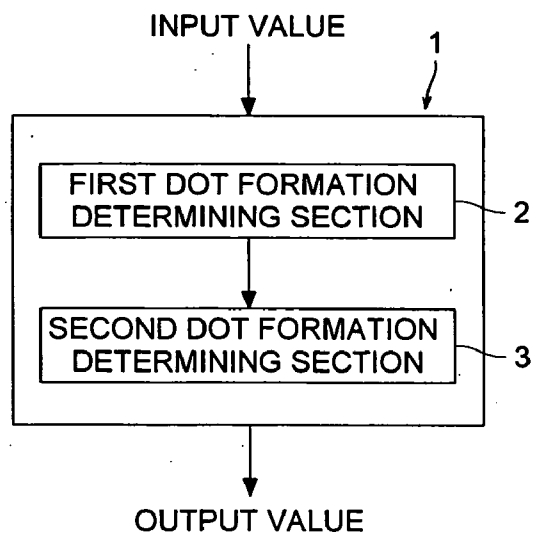 INPUT VALUE
1
FIRST DOT FORMATION
DETERMINING SECTION
2
SECOND DOT FORMATION
DETERMINING SECTION
3
OUTPUT VALUE